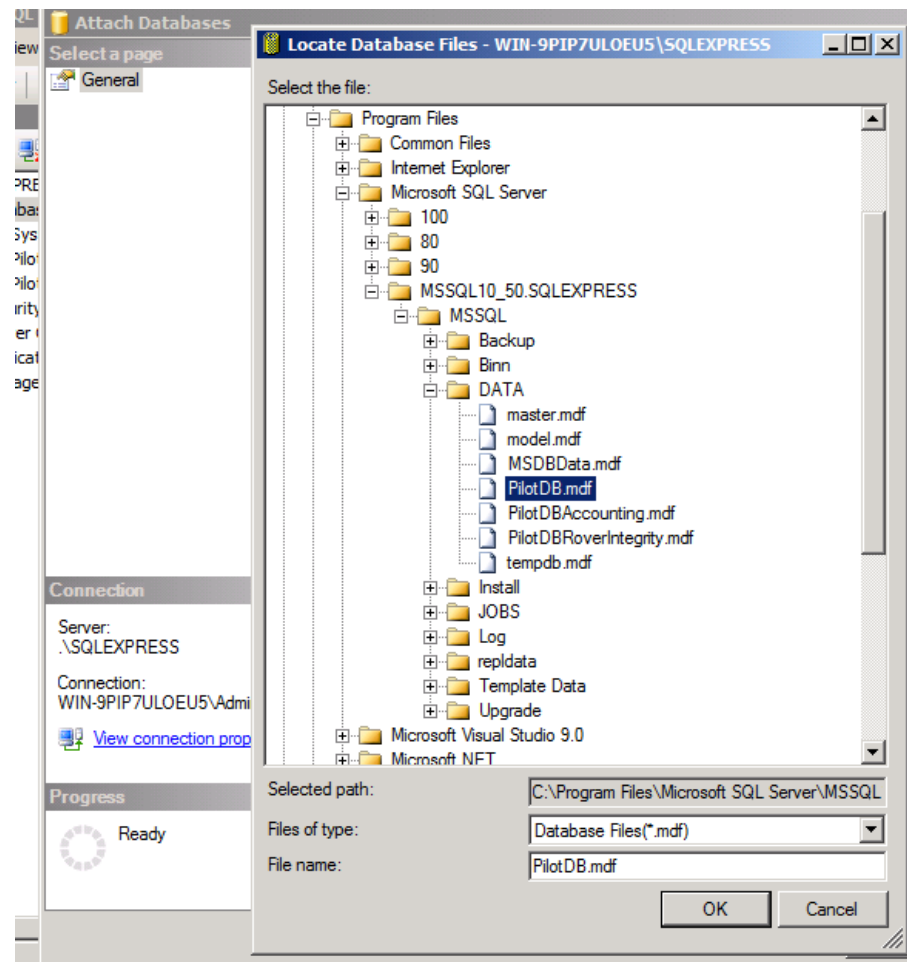 Attach Databases
Select a page
General
Connection
Server:
.\SQLEXPRESS
Connection:
WIN-9PIP7ULOEU5\Admi
View connection prop
Progress
Ready
Locate Database Files - WIN-9PIP7ULOEU5\SQLEXPRESS
Select the file:
Program Files
Common Files
Internet Explorer
Microsoft SQL Server
100
80
90
MSSQL10_50.SQLEXPRESS
MSSQL
Backup
Binn
DATA
master.mdf
model.mdf
MSDBData.mdf
PilotDB.mdf
PilotDBAccounting.mdf
PilotDBRoverIntegrity.mdf
tempdb.mdf
Install
JOBS
Log
repldata
Template Data
Upgrade
Microsoft Visual Studio 9.0
Microsoft.NET
Selected path:
C:\Program Files\Microsoft SQL Server\MSSQL
Files of type:
Database Files(*.mdf)
File name:
PilotDB.mdf
OK
Cancel